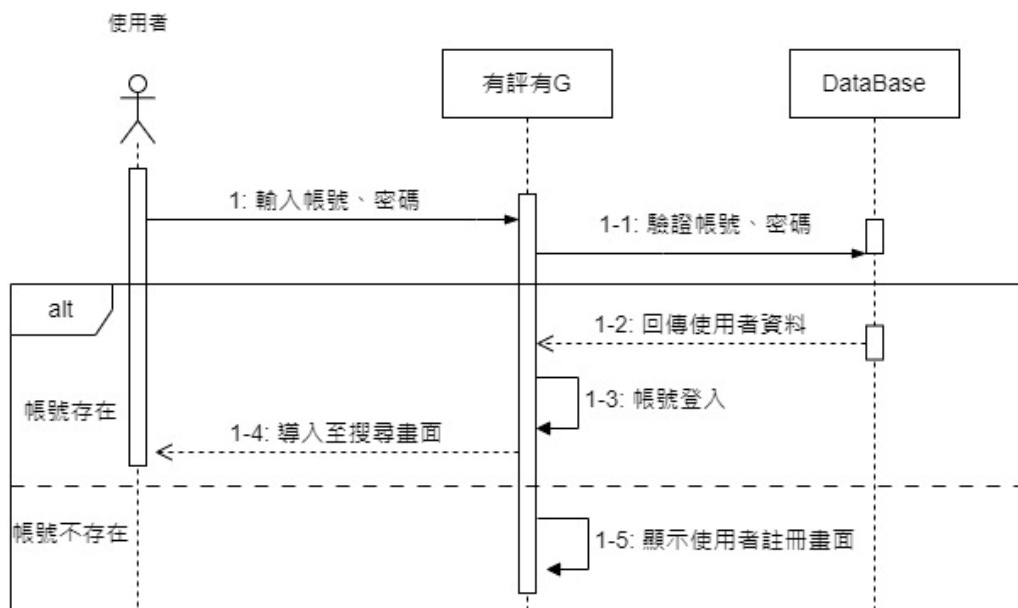 使用者
有評有G
DataBase
1: 輸入帳號、密碼
1-1: 驗證帳號、密碼
alt
1-2: 回傳使用者資料
帳號存在
1-3: 帳號登入
1-4: 導入至搜尋畫面
帳號不存在
1-5: 顯示使用者註冊畫面